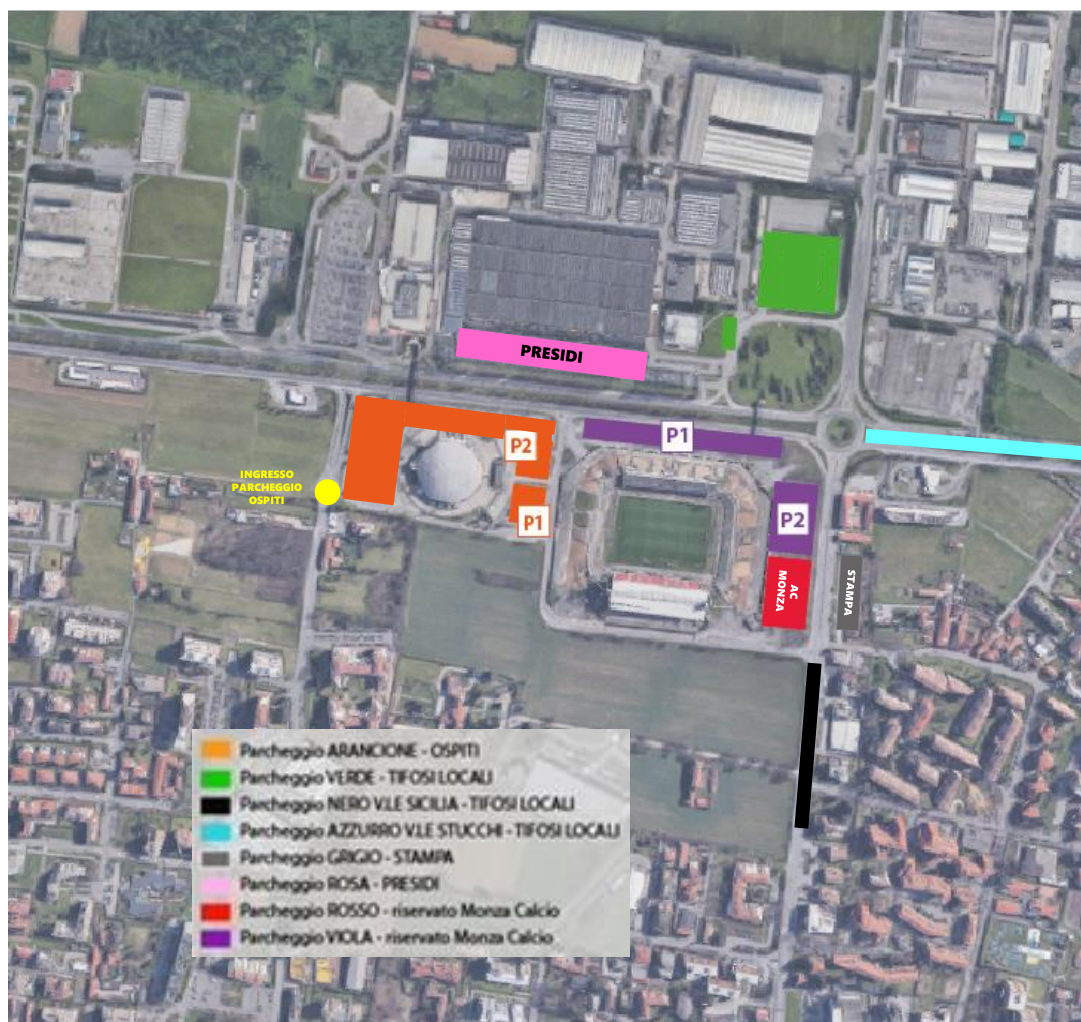 PRESIDI
P2
P1
P1
P2
INGRESSO
PARCHEGGIO
OSPITI
AC
MONZA
STAMPA
Parcheggio ARANCIONE - OSPITI
Parcheggio VERDE - TIFOSI LOCALI
Parcheggio NERO V.LE SICILIA - TIFOSI LOCALI
Parcheggio AZZURRO V.LE STUCCHI - TIFOSI LOCALI
Parcheggio GRIGIO - STAMPA
Parcheggio ROSA - PRESIDI
Parcheggio ROSSO - riservato Monza Calcio
Parcheggio VIOLA - riservato Monza Calcio